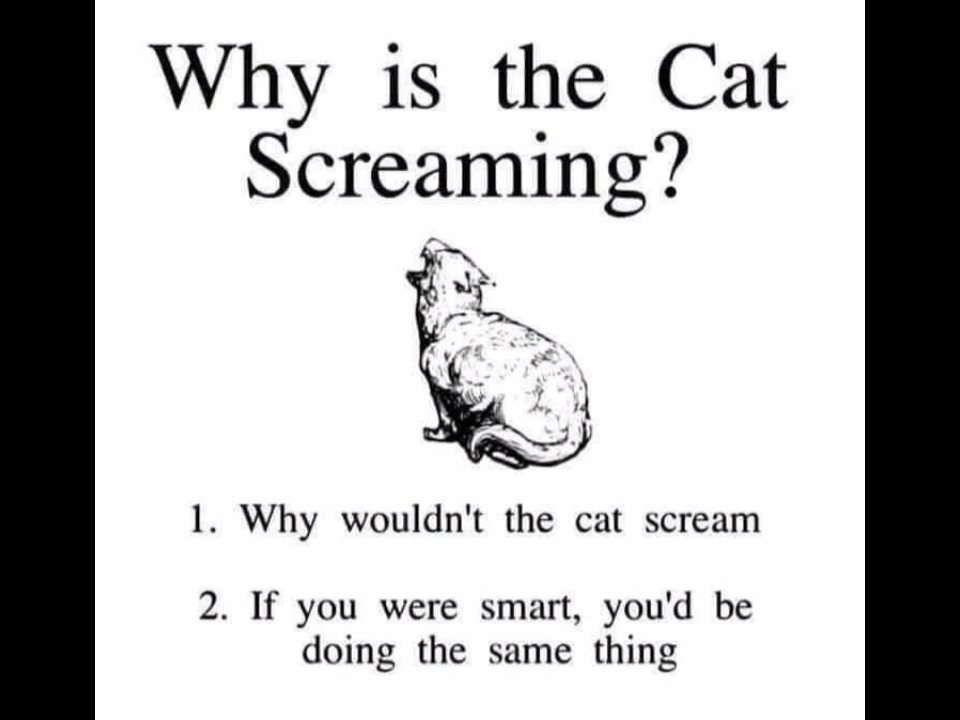 Why is the Cat
Screaming?
1. Why wouldn't the cat scream
2. If you were smart, you'd be
doing the same thing